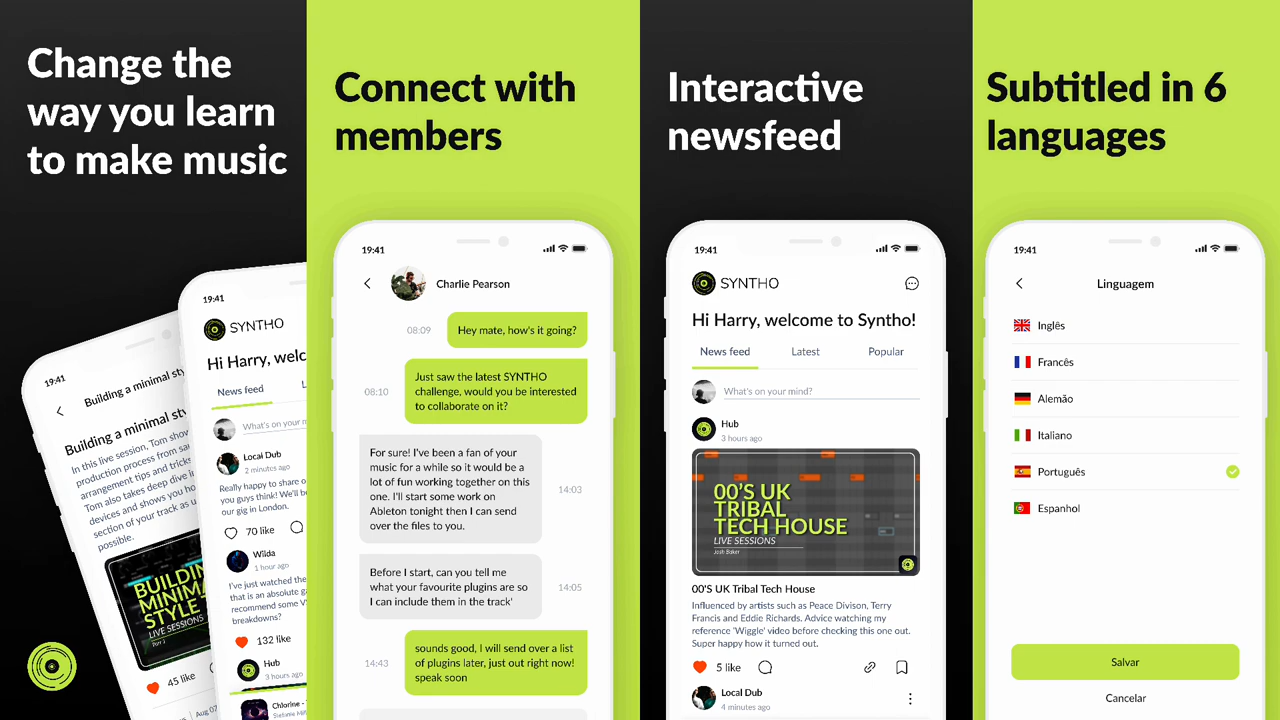 Change the
way you learn
to make music
19:41
Building a minimal
Building a minimal
In this live session, Tom
production process from
arrangement tips and tricks
Tom also takes deep dive
devices and shows you
section of your track as
possible.
LIVE SESSIONS
Part 1
45 like
Aug
19:41
SYNTHO
Hi Harry,
News feed
What's on your
Local Dub
2 minutes ago
Really happy to share
you guys think! We'll
our gig in London.
70 like
Wilda
1 hour ago
I've just watched
that is an absolute
recommend some
breakdowns?
132 like
Hub
3 hours ago
Chlorine -
Connect with
members
19:41
Charlie Pearson
08:09
Hey mate, how's it going?
08:10
Just saw the latest SYNTHO
challenge, would you be interested
to collaborate on it?
For sure! I've been a fan of your
music for a while so it would be a
lot of fun working together on this
one. I'll start some work on
Ableton tonight then I can send
over the files to you.
14:03
Before I start, can you tell me
what your favourite plugins are so
I can include them in the track'
14:05
14:43
sounds good, I will send over a list
of plugins later, just out right now!
speak soon
Interactive
newsfeed
19:41
SYNTHO
Hi Harry, welcome to Syntho!
News feed Latest Popular
What's on your mind?
Hub
3 hours ago
00'S UK
TRIBAL
TECH HOUSE
LIVE SESSIONS
Josh Baker
00'S UK Tribal Tech House
Influenced by artists such as Peace Divison, Terry
Francis and Eddie Richards. Advice watching my
reference 'Wiggle' video before checking this one out.
Super happy how it turned out.
5 like
Local Dub
4 minutes ago
Subtitled in 6
languages
19:41
Linguagem
Inglês
Francês
Alemão
Italiano
Português
Espanhol
Salvar
Cancelar